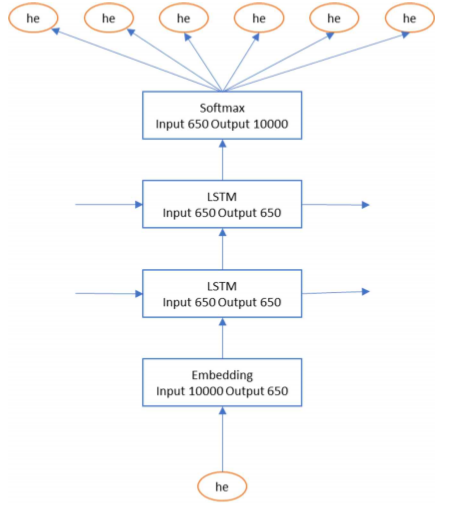 he he he he he he
Softmax
Input 650 Output 10000
LSTM
Input 650 Output 650
LSTM
Input 650 Output 650
Embedding
Input 10000 Output 650
he